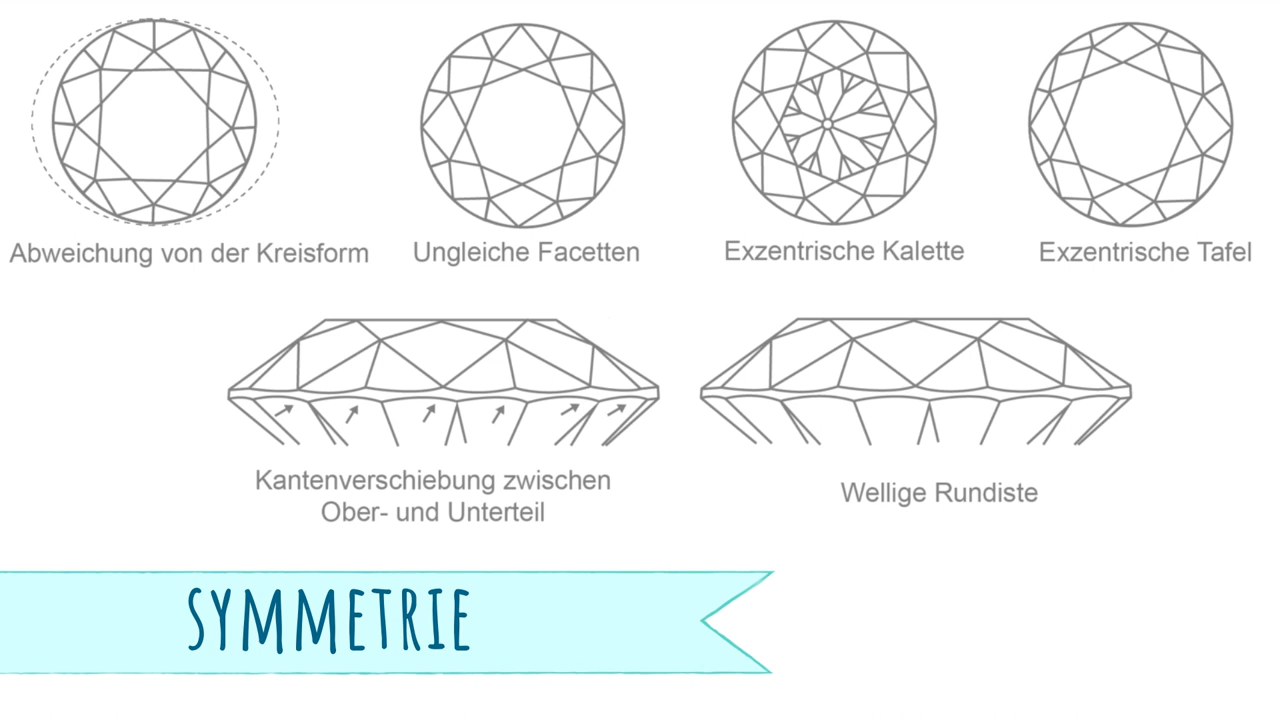 Abweichung von der Kreisform
Ungleiche Facetten
Exzentrische Kalette
Exzentrische Tafel
Kantenverschiebung zwischen
Ober- und Unterteil
Wellige Rundiste
SYMMETRIE